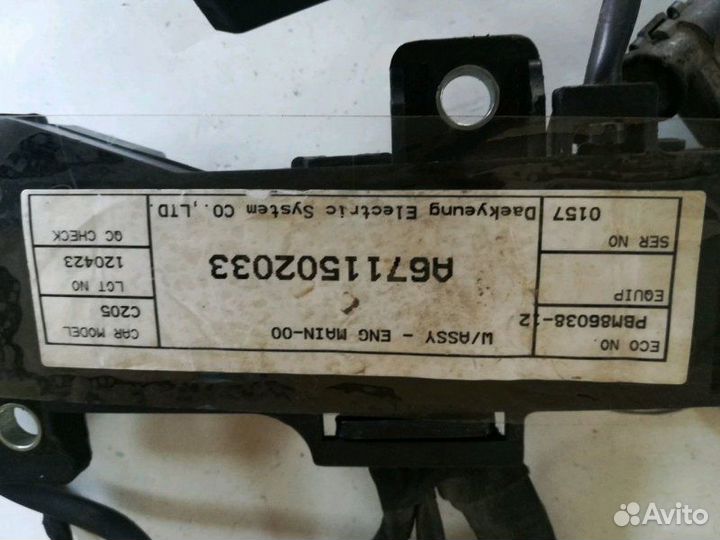 ECO NO.
PBM86038-12
EQUIP
SER NO
0157
W/ASSY - ENG MAIN-00
A6711502033
Daekyeung Electric System CO.,LTD.
CAR MODEL
C205
LOT NO
120423
QC CHECK
Avito